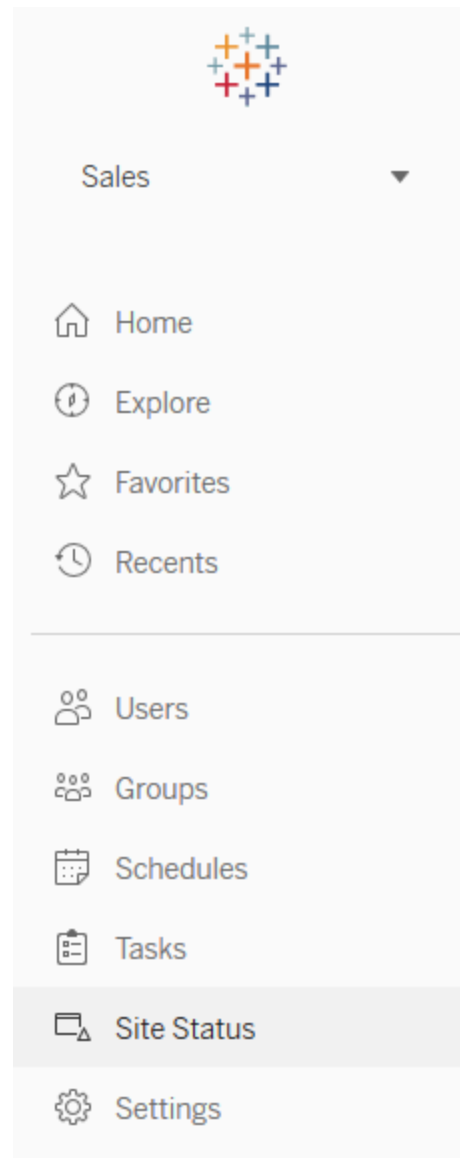 Sales
Home
Explore
Favorites
Recents
Users
Groups
Schedules
Tasks
Site Status
Settings